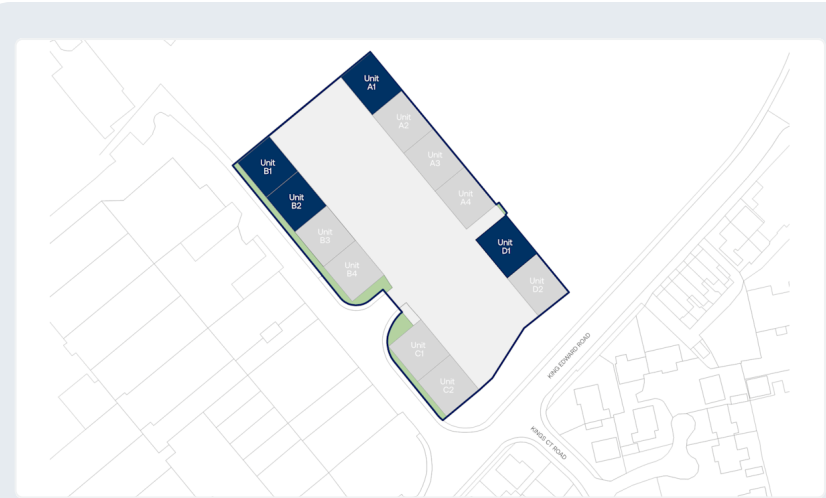 Unit
A1
Unit
A2
Unit
A3
Unit
A4
Unit
B1
Unit
B2
Unit
B3
Unit
B4
Unit
D1
Unit
D2
Unit
C1
Unit
C2
KING EDWARD ROAD
KINGS CT ROAD